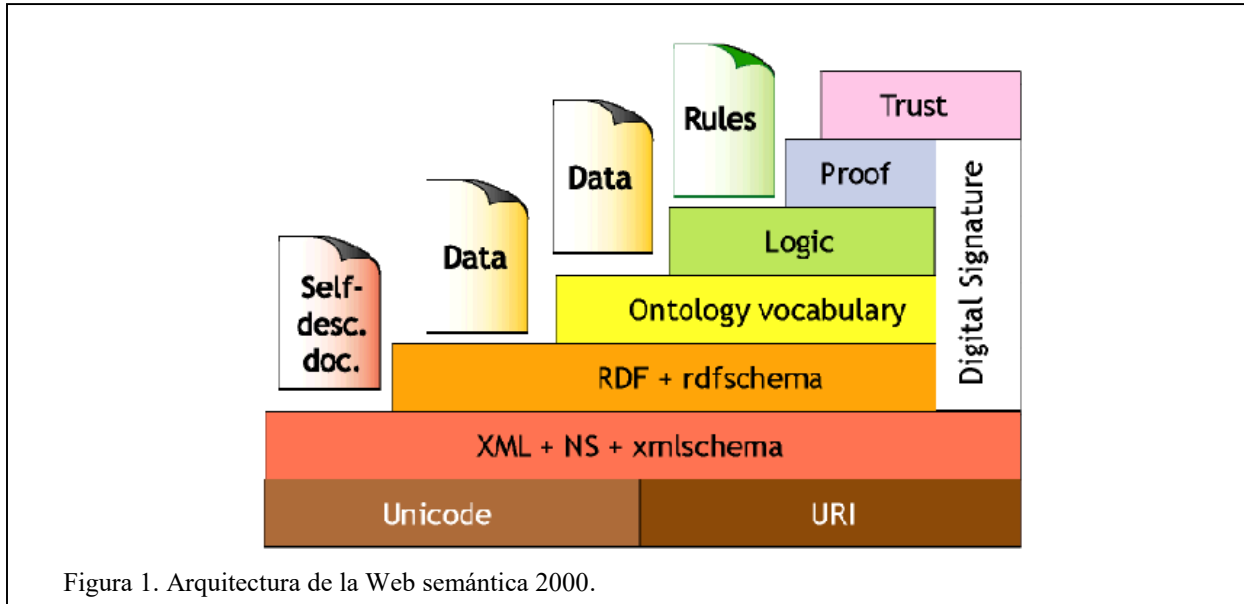 Rules
Trust
Data
Proof
Digital Signature
Data
Logic
Self-
desc.
doc.
Ontology vocabulary
RDF + rdfschema
XML + NS + xmlschema
Unicode
URI
Figura 1. Arquitectura de la Web semántica 2000.